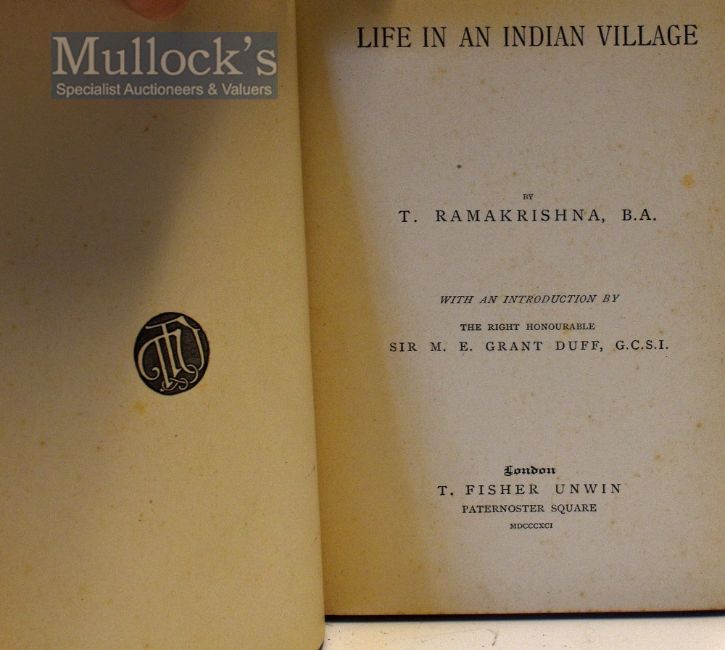 Mullock's
Specialist Auctioneers & Valuers
LIFE IN AN INDIAN VILLAGE
BY
T. RAMAKRISHNA, B.A.
WITH AN INTRODUCTION BY
THE RIGHT HONOURABLE
SIR M. E. GRANT DUFF, G.C.S.I.
London
T. FISHER UNWIN
PATERNOSTER SQUARE
MDCCCXCI